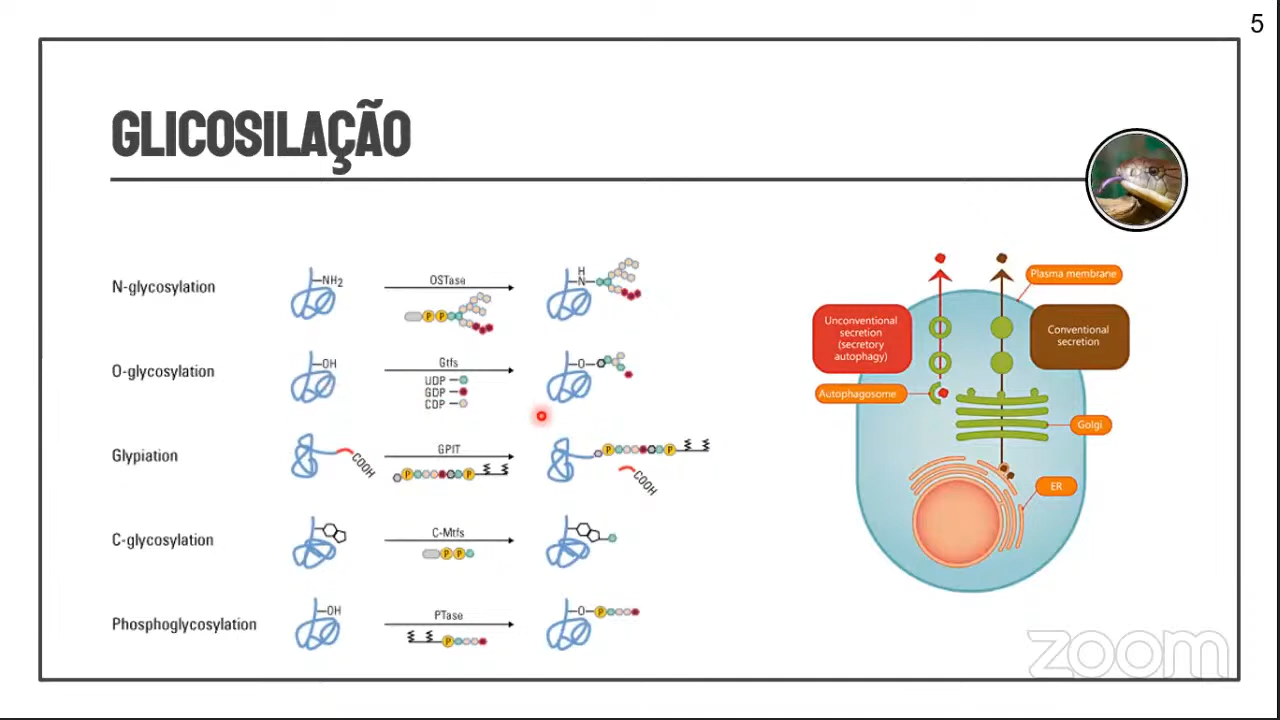 5
GLICOSILAÇÃO
N-glycosylation
NH2
OSTase
P P
H
N
O-glycosylation
OH
Gtfs
UDP
GDP
CDP
O
Glypiation
COOH
GPIT
P P
P P
COOH
C-glycosylation
C-Mtfs
P P
Phosphoglycosylation
OH
PTase
P
O P
Plasma membrane
Unconventional
secretion
(secretory
autophagy)
Conventional
secretion
Autophagosome
Golgi
ER
zoom